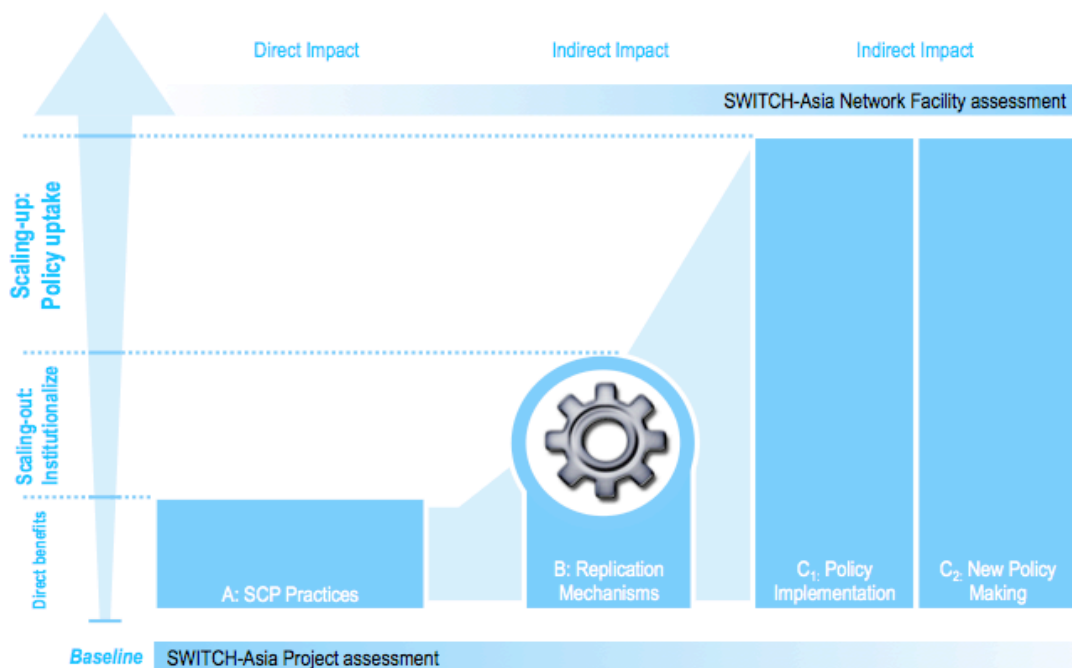 Direct Impact
Indirect Impact
Indirect Impact
SWITCH-Asia Network Facility assessment
Scaling-up:
Policy uptake
Scaling-out:
Institutionalize
Direct benefits
A: SCP Practices
B: Replication
Mechanisms
C1: Policy
Implementation
C2: New Policy
Making
Baseline
SWITCH-Asia Project assessment